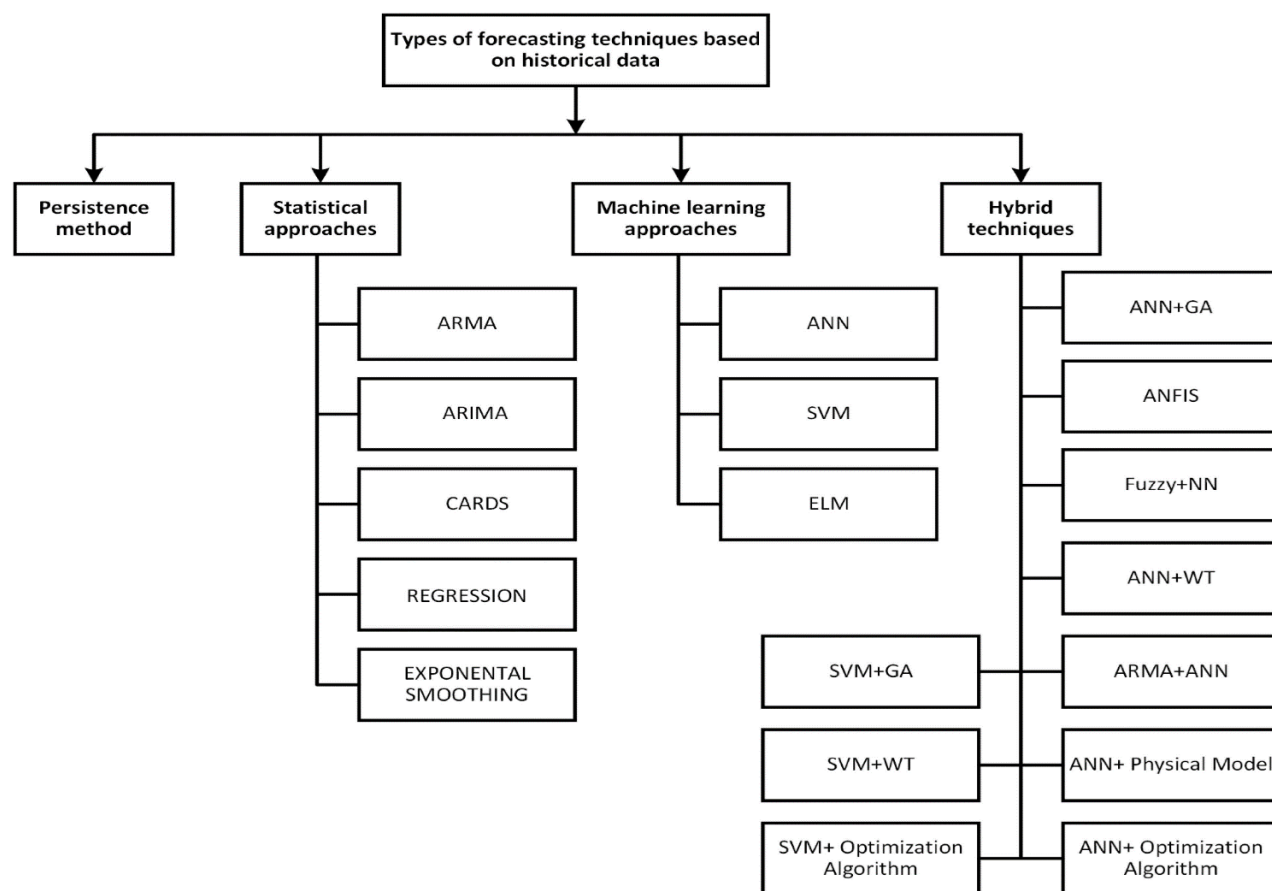 Types of forecasting techniques based
on historical data
Persistence
method
Statistical
approaches
Machine learning
approaches
Hybrid
techniques
ARMA
ARIMA
CARDS
REGRESSION
EXPONENTAL
SMOOTHING
ANN
SVM
ELM
ANN+GA
ANFIS
Fuzzy+NN
ANN+WT
SVM+GA
ARMA+ANN
SVM+WT
ANN+ Physical Model
SVM+ Optimization
Algorithm
ANN+ Optimization
Algorithm